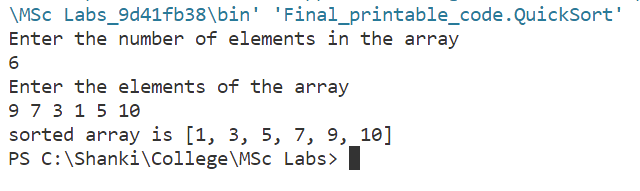 \MSc Labs_9d41fb38\bin' 'Final_printable_code.QuickSort'
Enter the number of elements in the array
6
Enter the elements of the array
9 7 3 1 5 10
sorted array is [1, 3, 5, 7, 9, 10]
PS C:\Shanki\College\MSc Labs>